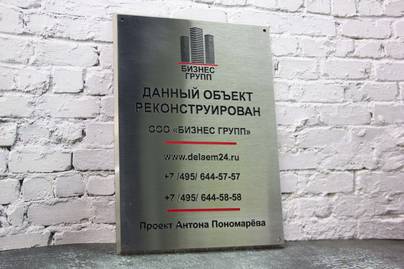 БИЗНЕС
ГРУПП
ДАННЫЙ ОБЪЕКТ
РЕКОНСТРУИРОВАН
ООО «БИЗНЕС ГРУПП»
www.delaem24.ru
+7 /495/ 644-57-57
+7 /495/ 644-58-58
Проект Антона Пономарёва